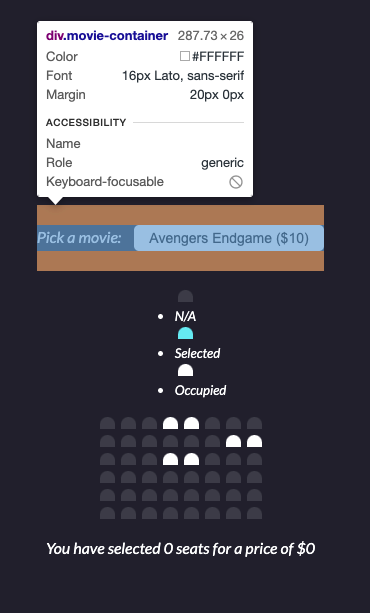 div.movie-container 287.73 × 26
Color #FFFFFF
Font 16px Lato, sans-serif
Margin 20px 0px
ACCESSIBILITY
Name
Role generic
Keyboard-focusable
Pick a movie: Avengers Endgame ($10)
N/A
Selected
Occupied
You have selected 0 seats for a price of $0